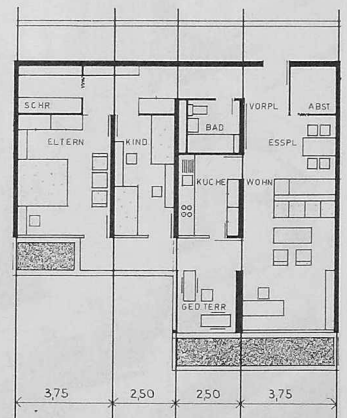 SCHR.
VORPL
ABST.
BAD
ELTERN
KIND
ESSPL
KÜCHE
WOHN
GED TERR
3,75
2,50
2,50
3,75